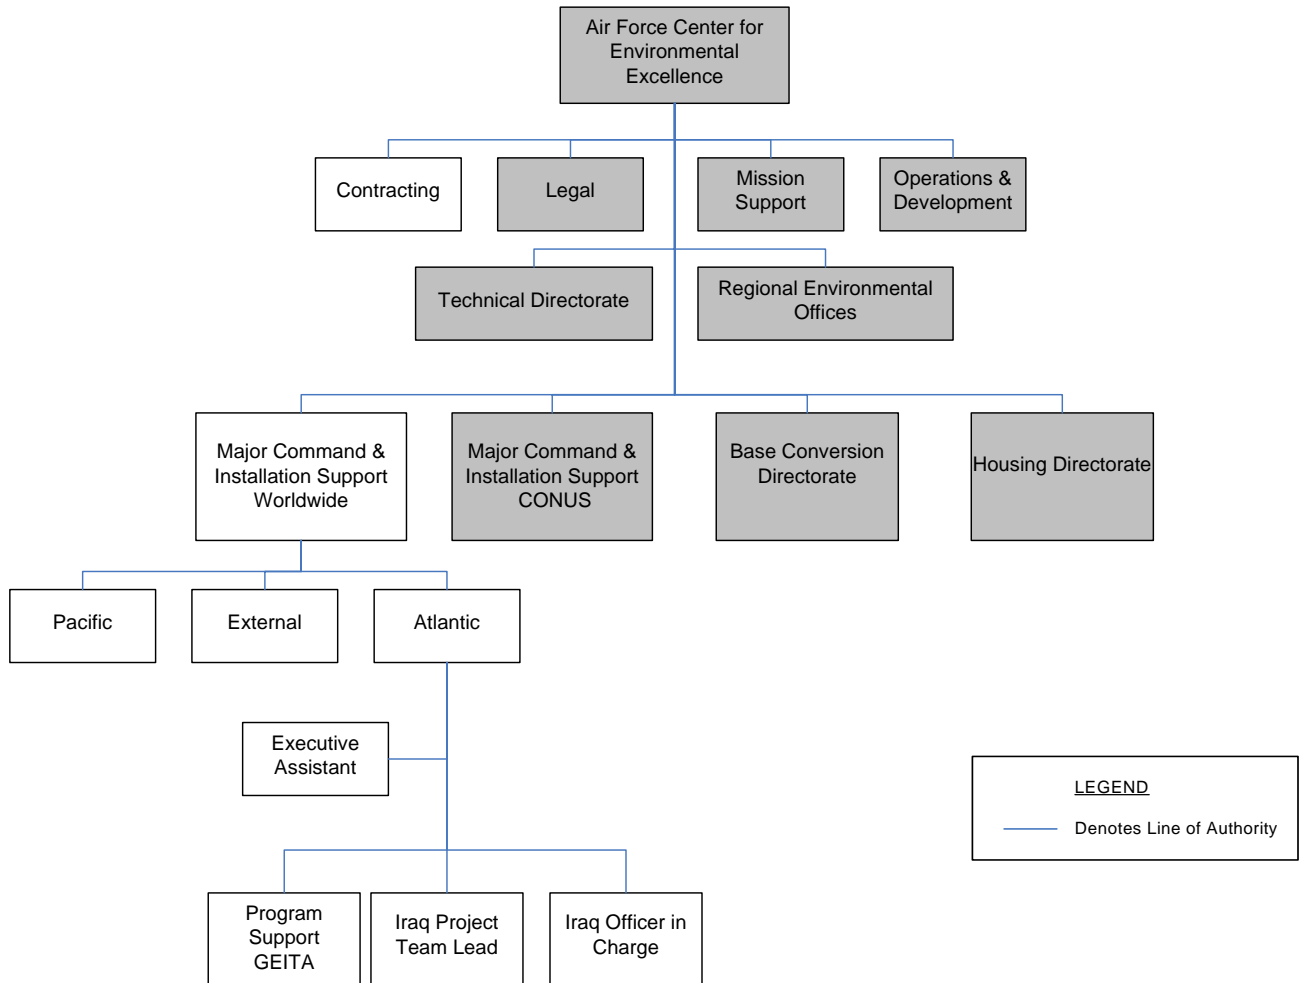 Air Force Center for
Environmental
Excellence
Contracting
Legal
Mission
Support
Operations &
Development
Technical Directorate
Regional Environmental
Offices
Major Command &
Installation Support
Worldwide
Major Command &
Installation Support
CONUS
Base Conversion
Directorate
Housing Directorate
Pacific
External
Atlantic
Executive
Assistant
LEGEND
Denotes Line of Authority
Program
Support
GEITA
Iraq Project
Team Lead
Iraq Officer in
Charge